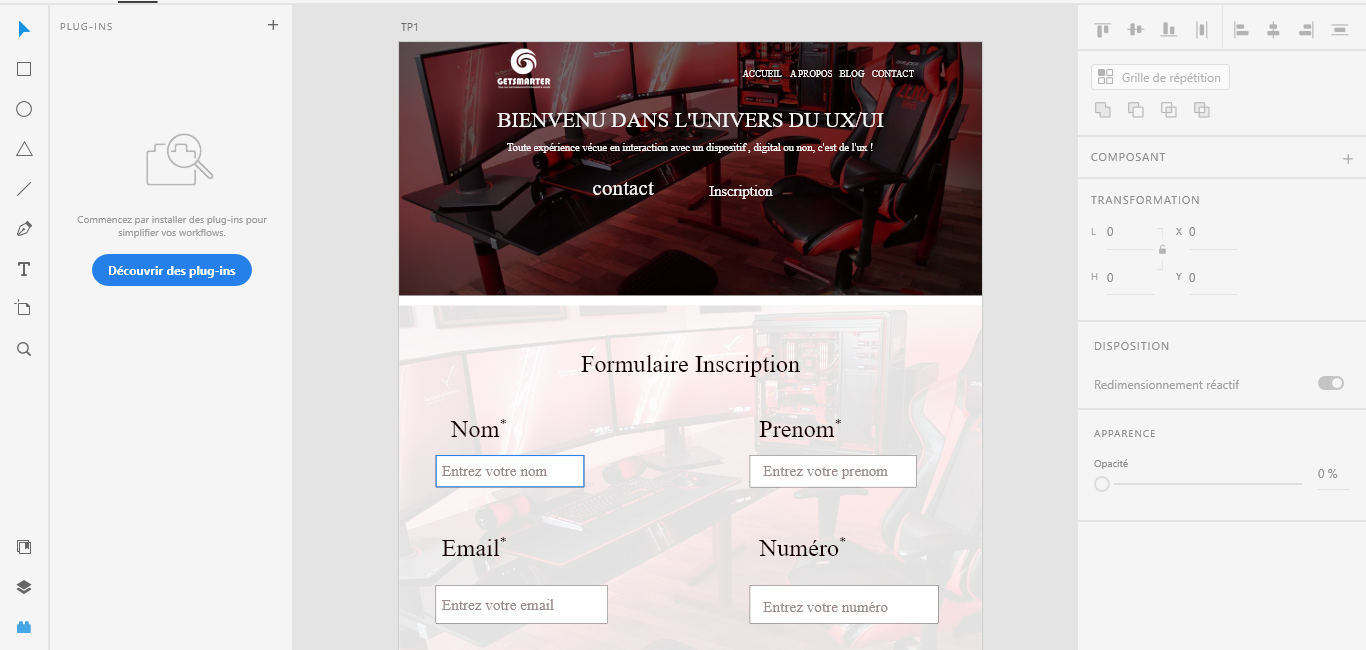 PLUG-INS
Commencez par installer des plug-ins pour
simplifier vos workflows.
Découvrir des plug-ins
TP1
GETSMARTER
ACCUEIL A PROPOS BLOG CONTACT
BIENVENU DANS L'UNIVERS DU UX/UI
Toute expérience vécue en interaction avec un dispositif, digital ou non, c'est de l'ux !
contact Inscription
Formulaire Inscription
Nom* Prenom*
Entrez votre nom Entrez votre prenom
Email* Numéro*
Entrez votre email Entrez votre numéro
Grille de répétition
COMPOSANT
TRANSFORMATION
L 0 X 0
H 0 Y 0
DISPOSITION
Redimensionnement réactif
APPARENCE
Opacité
0 %